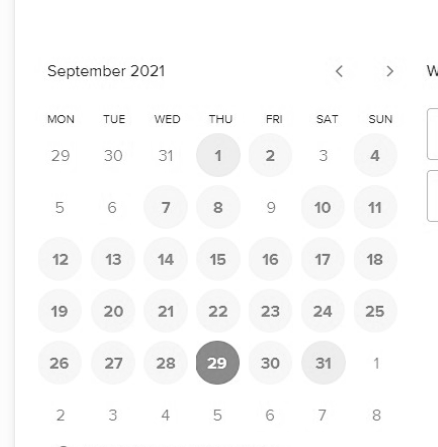 September 2021 < > W
MON TUE WED THU FRI SAT SUN
29 30 31 1 2 3 4
5 6 7 8 9 10 11
12 13 14 15 16 17 18
19 20 21 22 23 24 25
26 27 28 29 30 31 1
2 3 4 5 6 7 8